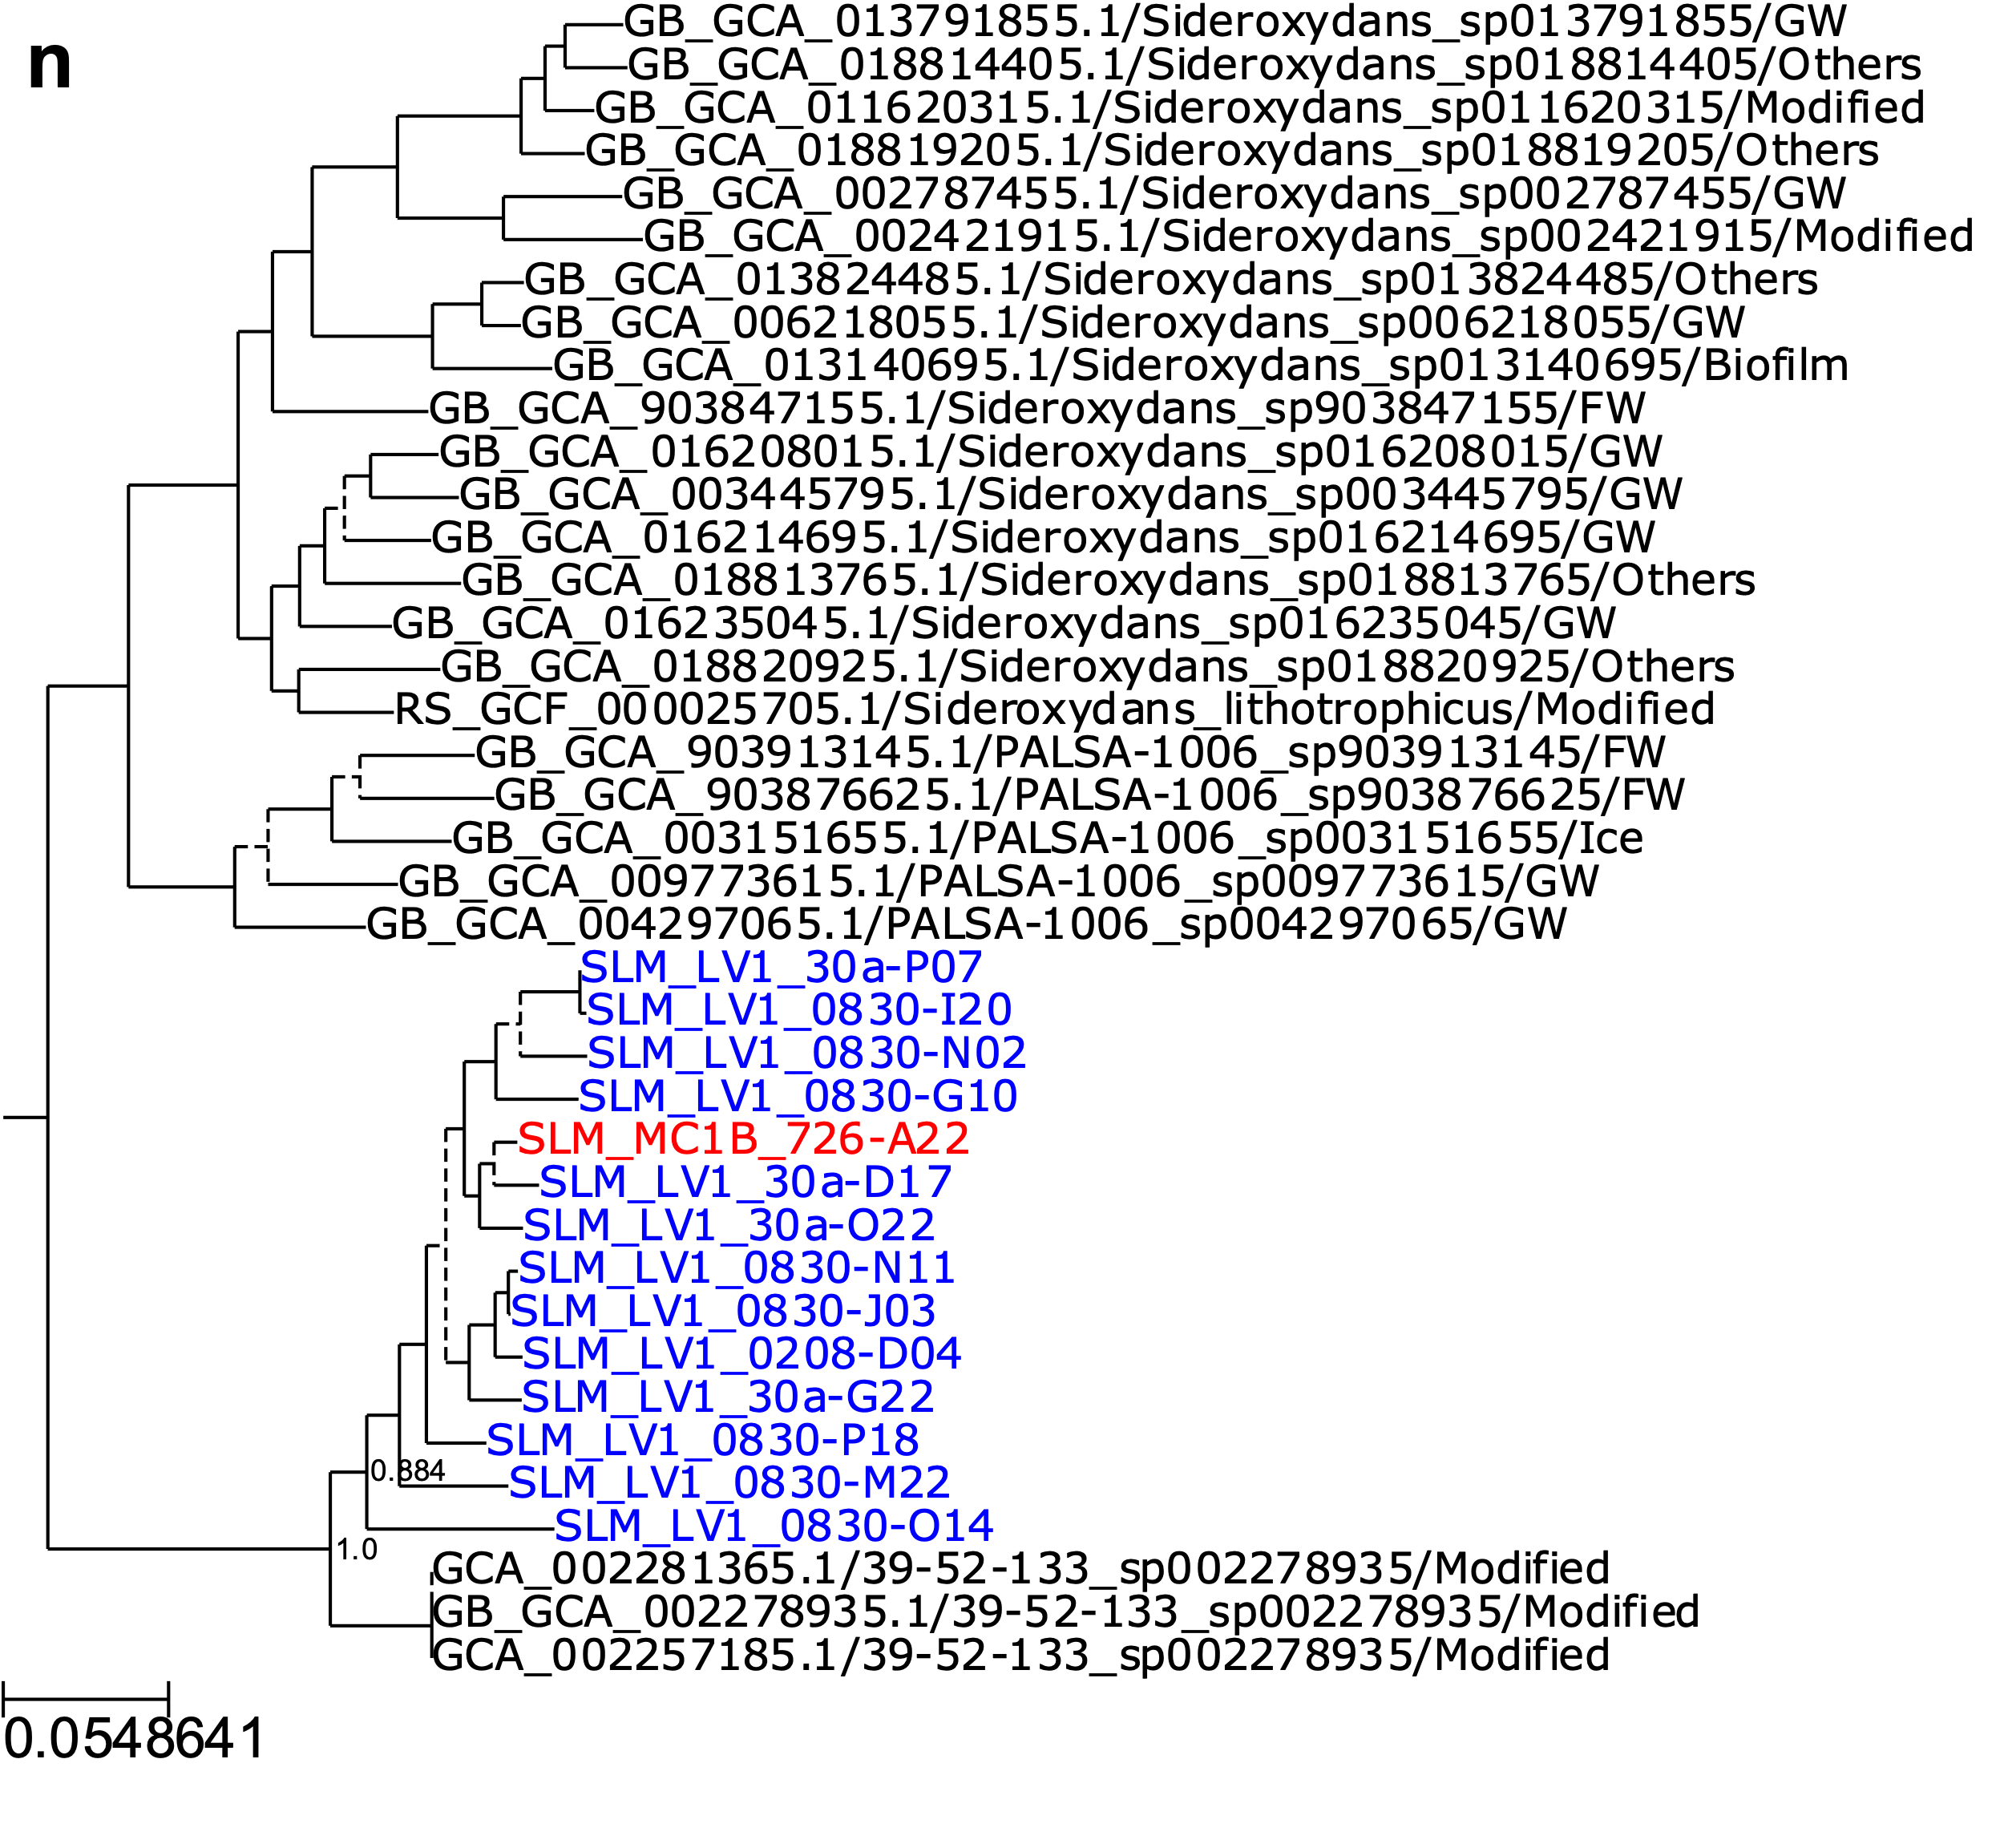 n
GB_GCA_013791855.1/Sideroxydans_sp013791855/GW
GB_GCA_018814405.1/Sideroxydans_sp018814405/Others
GB_GCA_011620315.1/Sideroxydans_sp011620315/Modified
GB_GCA_018819205.1/Sideroxydans_sp018819205/Others
GB_GCA_002787455.1/Sideroxydans_sp002787455/GW
GB_GCA_002421915.1/Sideroxydans_sp002421915/Modified
GB_GCA_013824485.1/Sideroxydans_sp013824485/Others
GB_GCA_006218055.1/Sideroxydans_sp006218055/GW
GB_GCA_013140695.1/Sideroxydans_sp013140695/Biofilm
GB_GCA_903847155.1/Sideroxydans_sp903847155/FW
GB_GCA_016208015.1/Sideroxydans_sp016208015/GW
GB_GCA_003445795.1/Sideroxydans_sp003445795/GW
GB_GCA_016214695.1/Sideroxydans_sp016214695/GW
GB_GCA_018813765.1/Sideroxydans_sp018813765/Others
GB_GCA_016235045.1/Sideroxydans_sp016235045/GW
GB_GCA_018820925.1/Sideroxydans_sp018820925/Others
RS_GCF_000025705.1/Sideroxydans_lithotrophicus/Modified
GB_GCA_903913145.1/PALSA-1006_sp903913145/FW
GB_GCA_903876625.1/PALSA-1006_sp903876625/FW
GB_GCA_003151655.1/PALSA-1006_sp003151655/Ice
GB_GCA_009773615.1/PALSA-1006_sp009773615/GW
GB_GCA_004297065.1/PALSA-1006_sp004297065/GW
SLM_LV1_30a-P07
SLM_LV1_0830-I20
SLM_LV1_0830-N02
SLM_LV1_0830-G10
SLM_MC1B_726-A22
SLM_LV1_30a-D17
SLM_LV1_30a-O22
SLM_LV1_0830-N11
SLM_LV1_0830-J03
SLM_LV1_0208-D04
SLM_LV1_30a-G22
SLM_LV1_0830-P18
0.884
SLM_LV1_0830-M22
SLM_LV1_0830-O14
1.0
GCA_002281365.1/39-52-133_sp002278935/Modified
GB_GCA_002278935.1/39-52-133_sp002278935/Modified
GCA_002257185.1/39-52-133_sp002278935/Modified
0.0548641